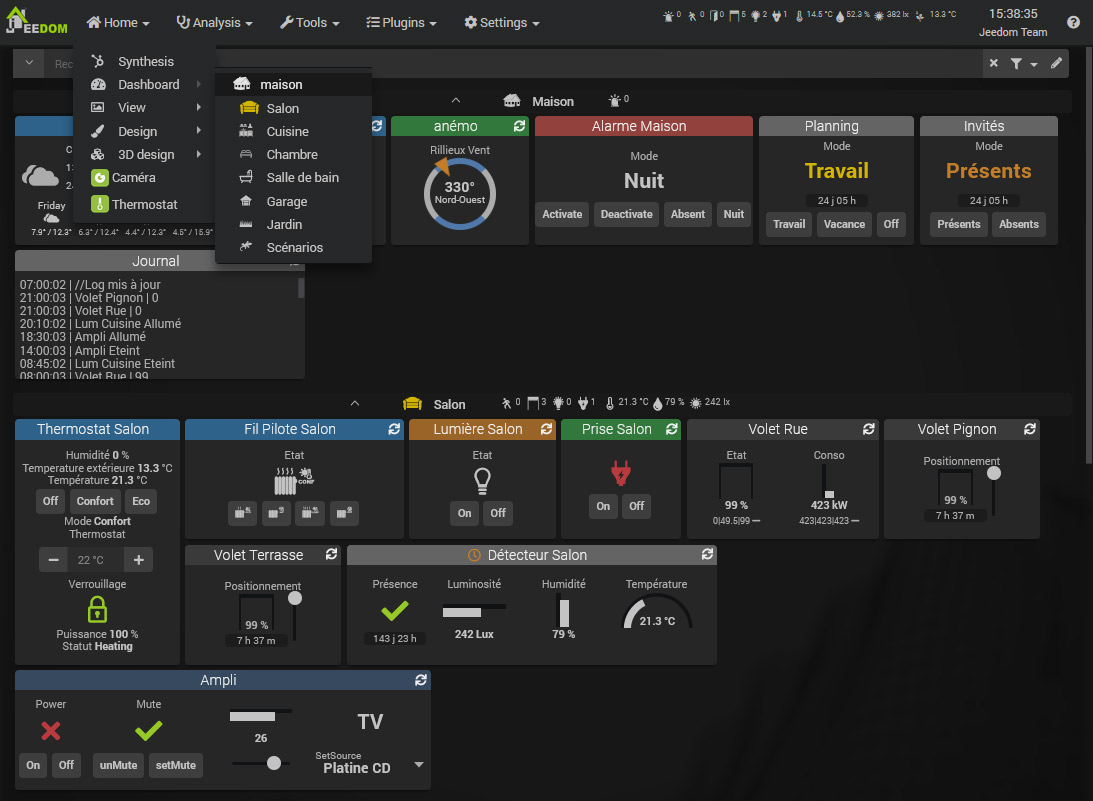 JEEDOM
Home
Analysis
Tools
Plugins
Settings
0
0
0
5
2
1
14.5 °C
52.3 %
382 lx
13.3 °C
15:38:35
Jeedom Team
Rec
Synthesis
Dashboard
View
Design
3D design
Caméra
Thermostat
maison
Salon
Cuisine
Chambre
Salle de bain
Garage
Jardin
Scénarios
Maison
0
Friday
7.9° / 12.3°
6.3° / 12.4°
4.4° / 12.3°
4.5° / 15.9°
anémo
Rillieux Vent
330°
Nord-Ouest
Alarme Maison
Mode
Nuit
Activate
Deactivate
Absent
Nuit
Planning
Mode
Travail
24 j 05 h
Travail
Vacance
Off
Invités
Mode
Présents
24 j 05 h
Présents
Absents
Journal
07:00:02 | //Log mis à jour
21:00:03 | Volet Pignon | 0
21:00:03 | Volet Rue | 0
20:10:02 | Lum Cuisine Allumé
18:30:03 | Ampli Allumé
14:00:03 | Ampli Eteint
08:45:02 | Lum Cuisine Eteint
08:00:03 | Volet Rue | 99
Salon
0
3
0
1
21.3 °C
79 %
242 lx
Thermostat Salon
Humidité 0 %
Temperature extérieure 13.3 °C
Température 21.3 °C
Off
Confort
Eco
Mode Confort
Thermostat
22 °C
Verrouillage
Puissance 100 %
Statut Heating
Fil Pilote Salon
Etat
CONF
Lumière Salon
Etat
On
Off
Prise Salon
On
Off
Volet Rue
Etat
Conso
99 %
423 kW
0|49.5|99
423|423|423
Volet Pignon
Positionnement
99 %
7 h 37 m
Volet Terrasse
Positionnement
99 %
7 h 37 m
Détecteur Salon
Présence
Luminosité
Humidité
Température
143 j 23 h
242 Lux
79 %
21.3 °C
Ampli
Power
Mute
On
Off
unMute
setMute
26
TV
SetSource
Platine CD